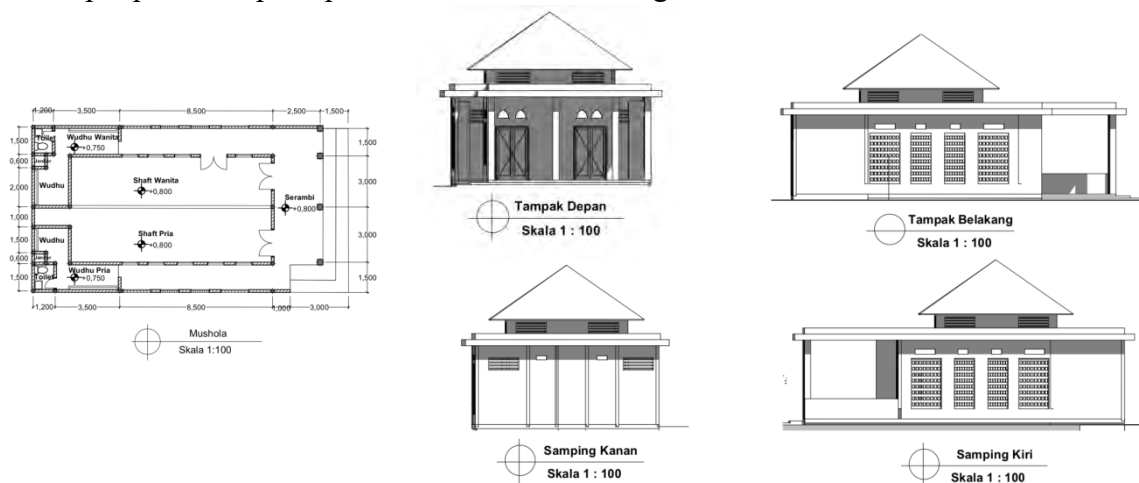 1,200 3,500 8,500 2,500 1,500
1,500
0,600
2,000
1,000
1,500
0,600
1,500
Toilet
Wudhu Wanita
+0,750
Wudhu
Shaft Wanita
+0,800
Serambi
+0,800
Shaft Pria
+0,800
Wudhu
Toilet
Wudhu Pria
+0,750
1,500
3,000
3,000
1,500
1,200 3,500 8,500 1,000 3,000
Mushola
Skala 1:100
Tampak Depan
Skala 1 : 100
Tampak Belakang
Skala 1 : 100
Samping Kanan
Skala 1 : 100
Samping Kiri
Skala 1 : 100